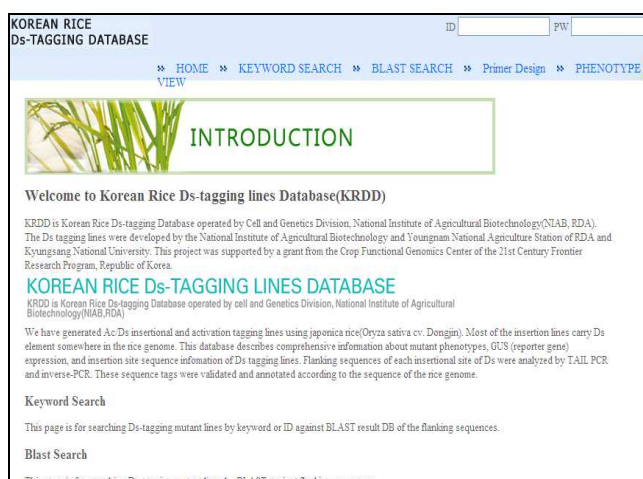 KOREAN RICE
Ds-TAGGING DATABASE
ID
PW
» HOME » KEYWORD SEARCH » BLAST SEARCH » Primer Design » PHENOTYPE
VIEW
INTRODUCTION
Welcome to Korean Rice Ds-tagging lines Database(KRDD)
KRDD is Korean Rice Ds-tagging Database operated by Cell and Genetics Division, National Institute of Agricultural Biotechnology(NIAB, RDA).
The Ds tagging lines were developed by the National Institute of Agricultural Biotechnology and Youngnam National Agriculture Station of RDA and
Kyungsang National University. This project was supported by a grant from the Crop Functional Genomics Center of the 21st Century Frontier
Research Program, Republic of Korea.
KOREAN RICE Ds-TAGGING LINES DATABASE
KRDD is Korean Rice Ds-tagging Database operated by cell and Genetics Division, National Institute of Agricultural
Biotechnology(NIAB,RDA)
We have generated Ac/Ds insertional and activation tagging lines using japonica rice(Oryza sativa cv. Dongjin). Most of the insertion lines carry Ds
element somewhere in the rice genome. This database describes comprehensive information about mutant phenotypes, GUS (reporter gene)
expression, and insertion site sequence infomation of Ds tagging lines. Flanking sequences of each insertional site of Ds were analyzed by TAIL PCR
and inverse-PCR. These sequence tags were validated and annotated according to the sequence of the rice genome.
Keyword Search
This page is for searching Ds-tagging mutant lines by keyword or ID against BLAST result DB of the flanking sequences.
Blast Search